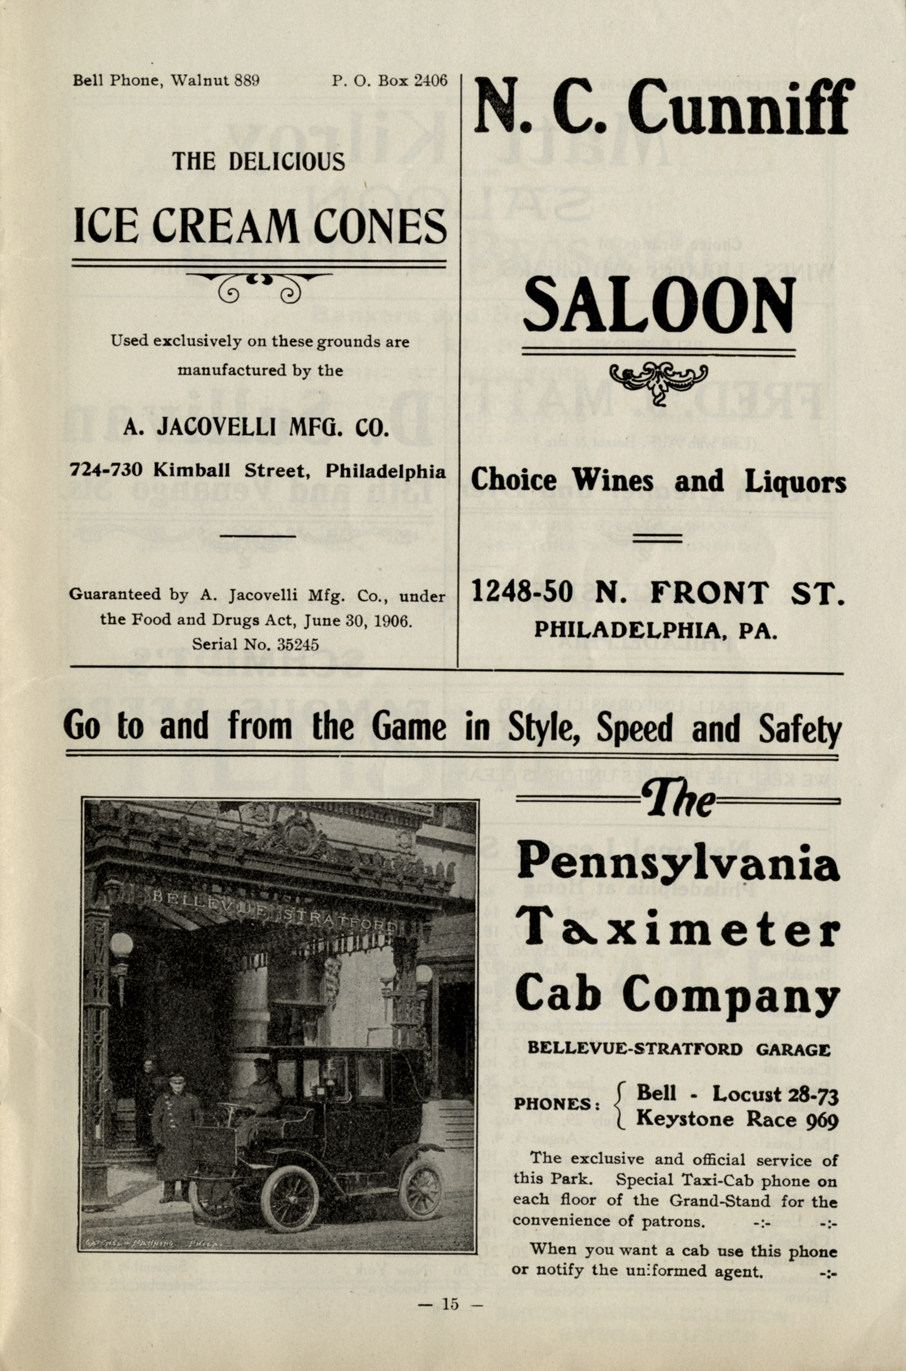 Bell Phone, Walnut 889 P. O. Box 2406
THE DELICIOUS
ICE CREAM CONES
Used exclusively on these grounds are
manufactured by the
A. JACOVELLI MFG. CO.
724-730 Kimball Street, Philadelphia
Guaranteed by A. Jacovelli Mfg. Co., under
the Food and Drugs Act, June 30, 1906.
Serial No. 35245
N. C. Cunniff
SALOON
Choice Wines and Liquors
1248-50 N. FRONT ST.
PHILADELPHIA, PA.
Go to and from the Game in Style, Speed and Safety
BELLEVUE-STRATFORD
GATCHEL & MANNING PHILA.
The
Pennsylvania
Taximeter
Cab Company
BELLEVUE-STRATFORD GARAGE
PHONES: { Bell - Locust 28-73
Keystone Race 969
The exclusive and official service of
this Park. Special Taxi-Cab phone on
each floor of the Grand-Stand for the
convenience of patrons. -:- -:-
When you want a cab use this phone
or notify the uniformed agent. -:-
— 15 —